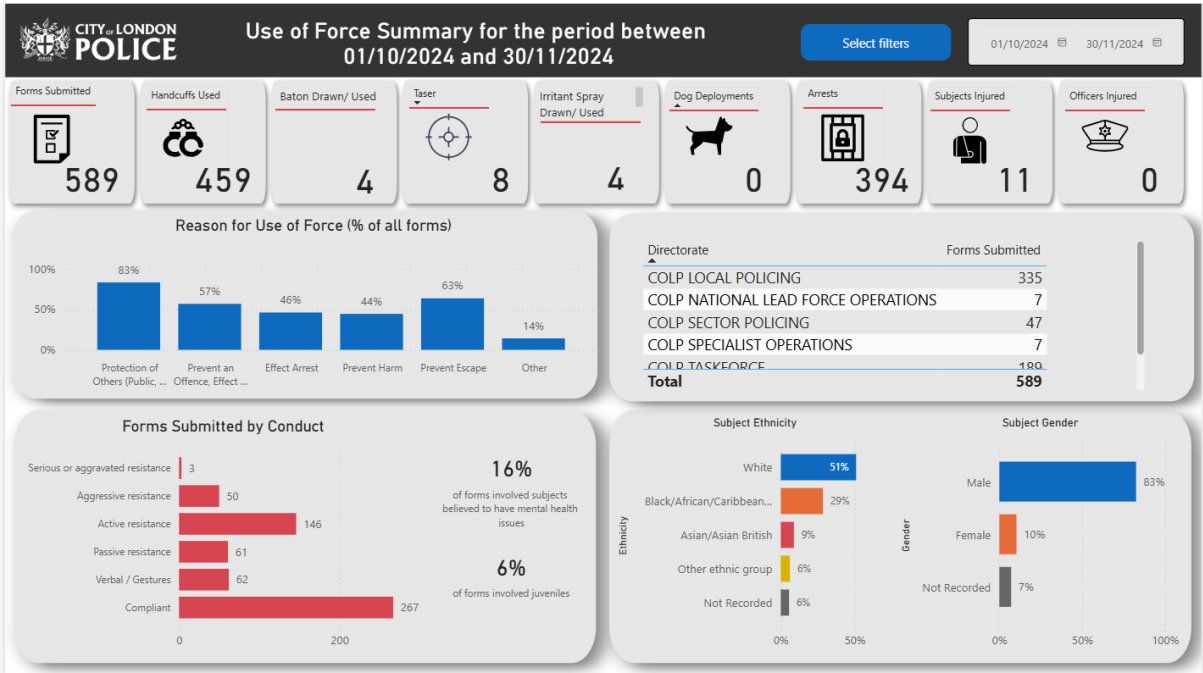 CITY OF LONDON
POLICE
Use of Force Summary for the period between
01/10/2024 and 30/11/2024
Select filters
01/10/2024
30/11/2024
Forms Submitted
589
Handcuffs Used
459
Baton Drawn/ Used
4
Taser
8
Irritant Spray
Drawn/ Used
4
Dog Deployments
0
Arrests
394
Subjects Injured
11
Officers Injured
0
Reason for Use of Force (% of all forms)
100%
50%
0%
83%
57%
46%
44%
63%
14%
Protection of
Others (Public, ...
Prevent an
Offence, Effect ...
Effect Arrest
Prevent Harm
Prevent Escape
Other
Directorate Forms Submitted
COLP LOCAL POLICING 335
COLP NATIONAL LEAD FORCE OPERATIONS 7
COLP SECTOR POLICING 47
COLP SPECIALIST OPERATIONS 7
COLP TASKFORCE 189
Total 589
Forms Submitted by Conduct
Serious or aggravated resistance 3
Aggressive resistance 50
Active resistance 146
Passive resistance 61
Verbal / Gestures 62
Compliant 267
0 200
16%
of forms involved subjects
believed to have mental health
issues
6%
of forms involved juveniles
Subject Ethnicity
Ethnicity
White 51%
Black/African/Caribbean... 29%
Asian/Asian British 9%
Other ethnic group 6%
Not Recorded 6%
0% 50%
Subject Gender
Gender
Male 83%
Female 10%
Not Recorded 7%
0% 50% 100%